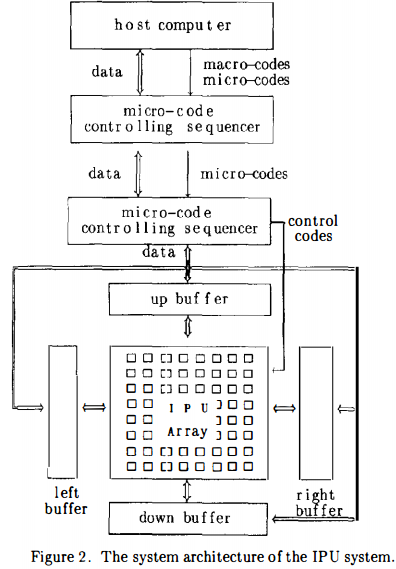 host computer
data
macro-codes
micro-codes
micro-code
controlling sequencer
data
micro-codes
micro-code
controlling sequencer
control
codes
data
up buffer
I P U
Array
left
buffer
right
buffer
down buffer
Figure 2. The system architecture of the IPU system.